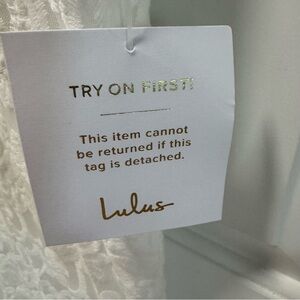 TRY ON FIRST!
This item cannot
be returned if this
tag is detached.
Lulus